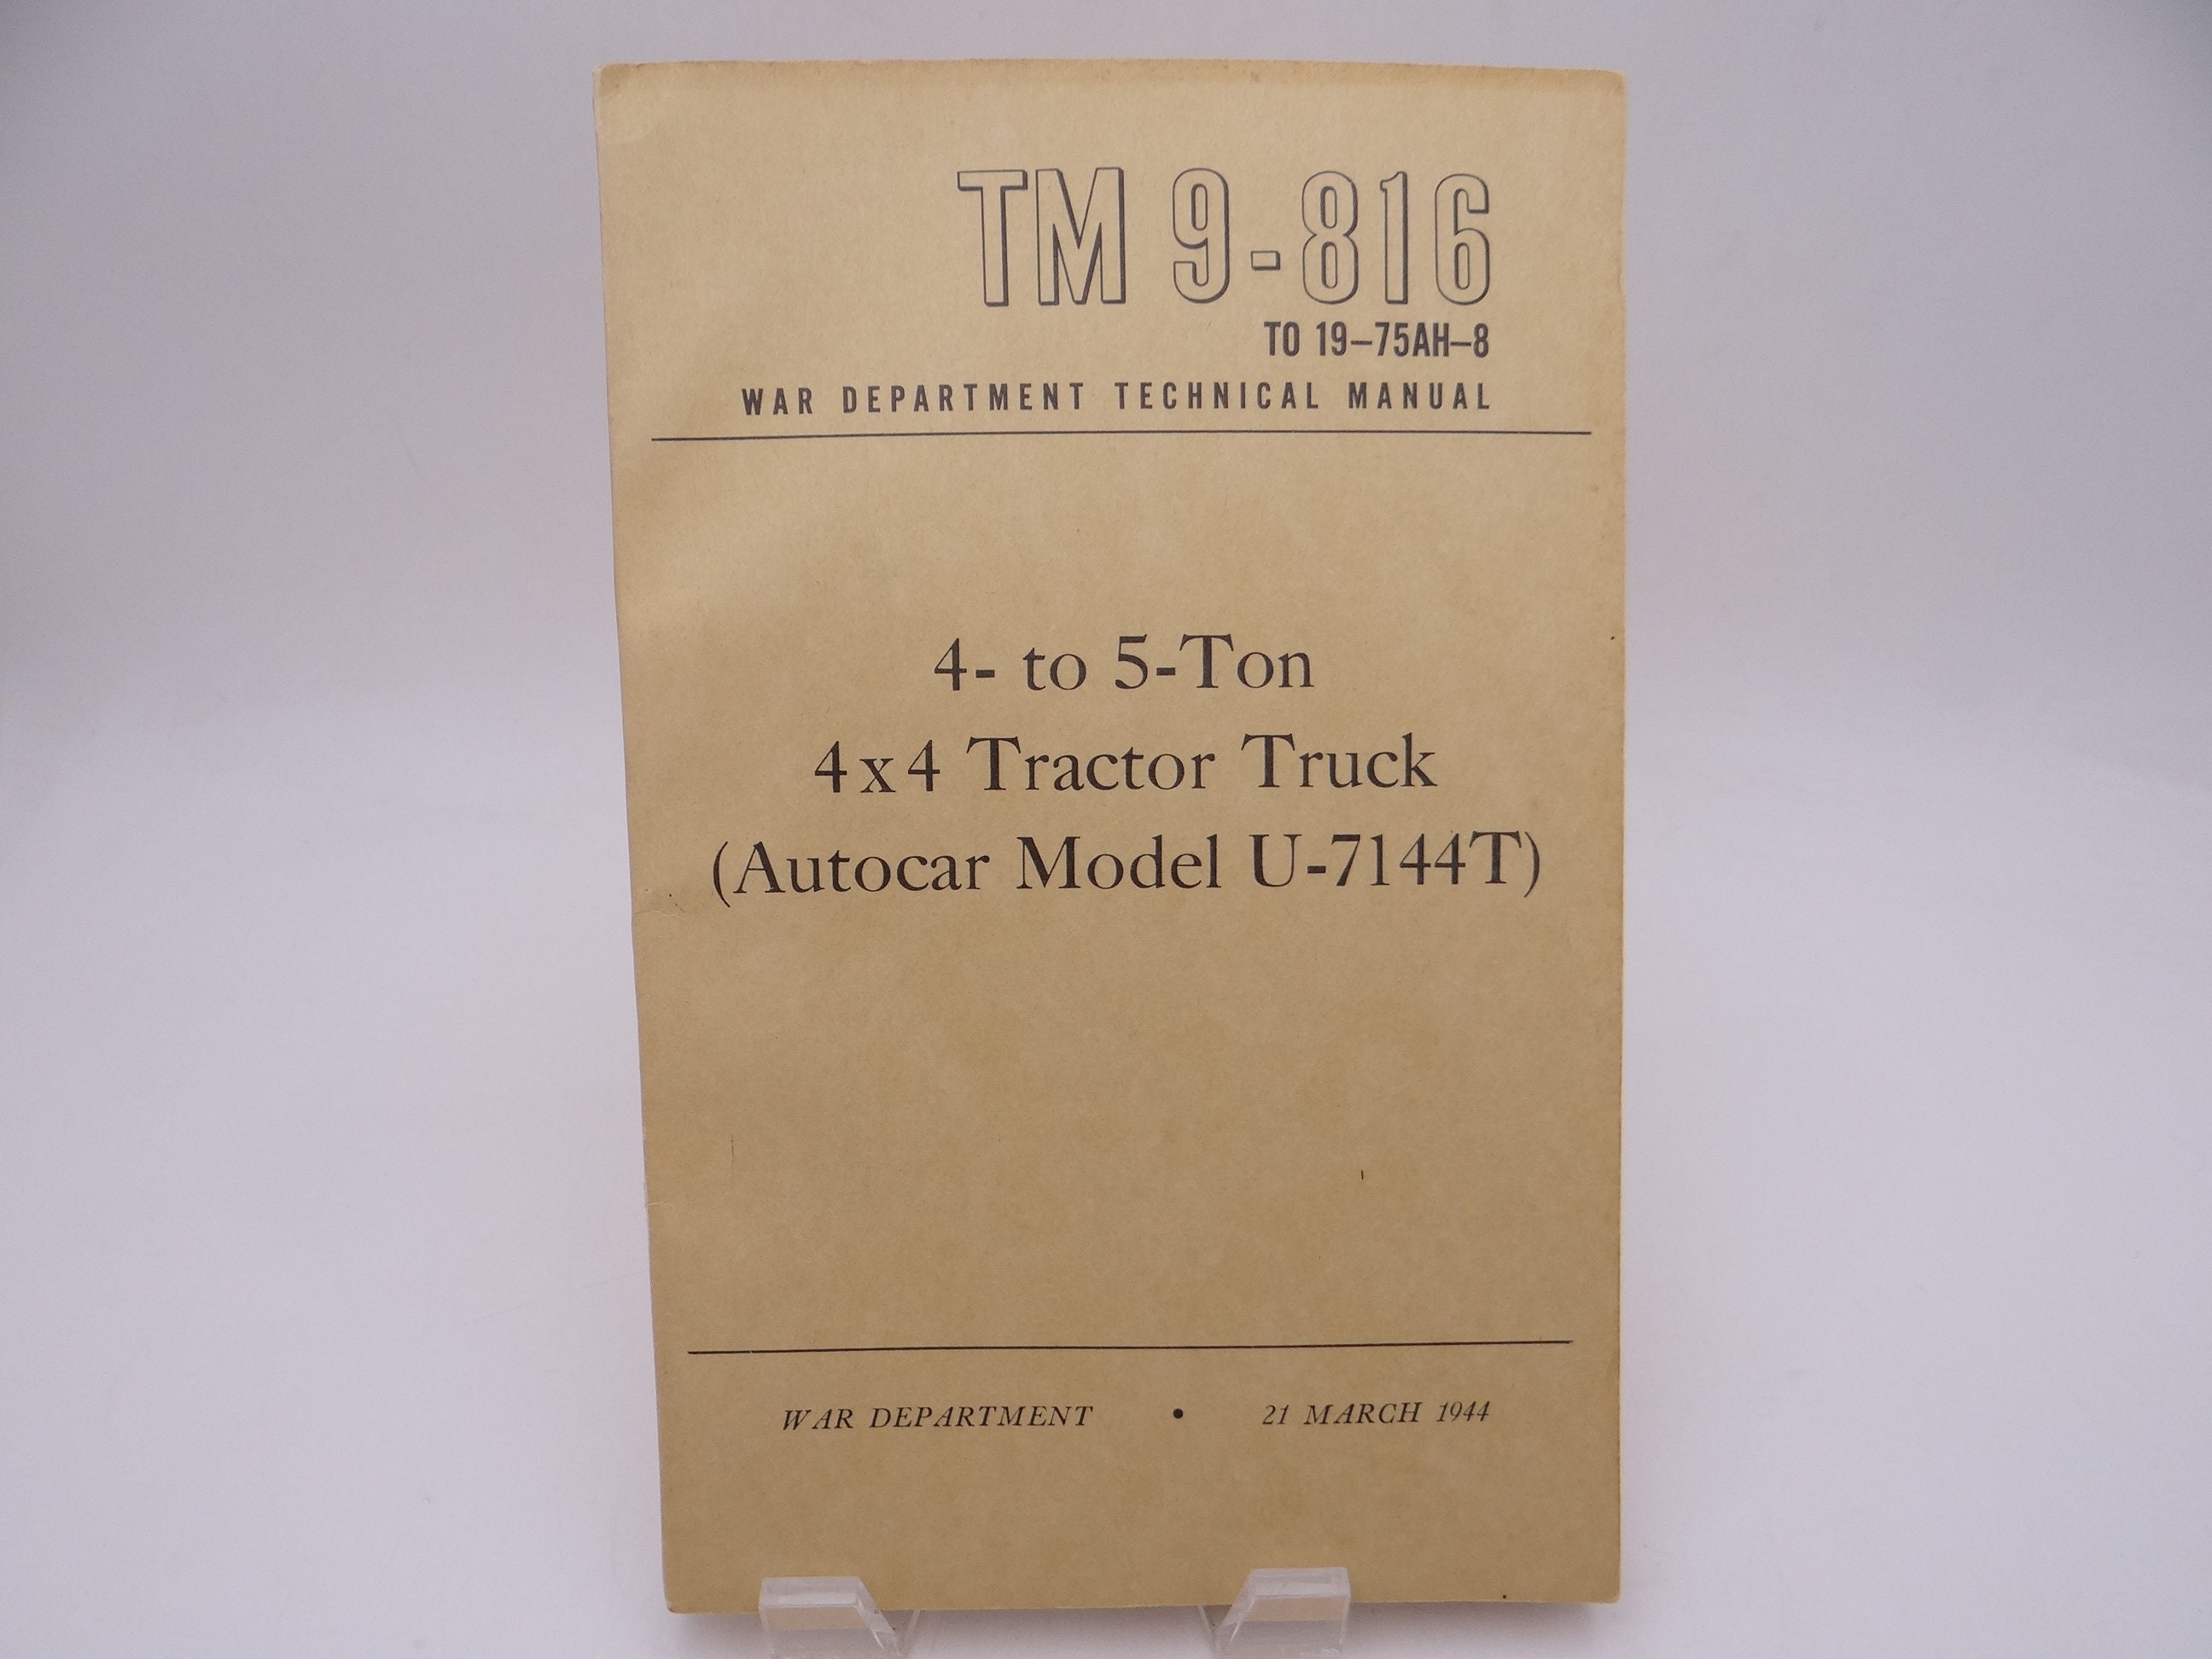 TM 9-816
TO 19–75AH–8
WAR DEPARTMENT TECHNICAL MANUAL
4- to 5-Ton
4x4 Tractor Truck
(Autocar Model U-7144T)
WAR DEPARTMENT • 21 MARCH 1944